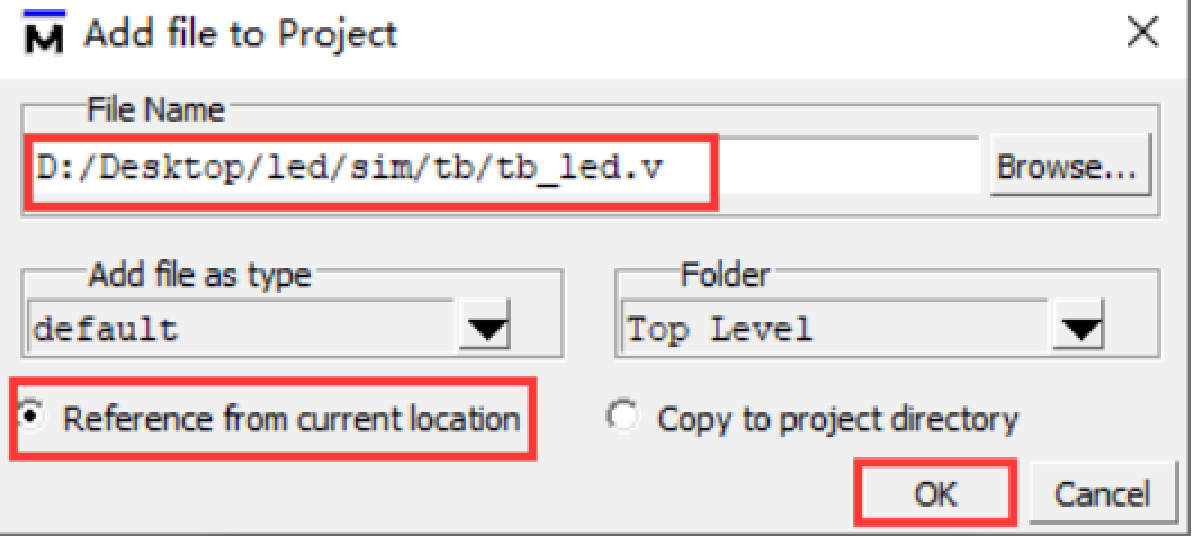 M Add file to Project
File Name
D:/Desktop/led/sim/tb/tb_led.v
Browse...
Add file as type
Folder
default
Top Level
Reference from current location
Copy to project directory
OK
Cancel